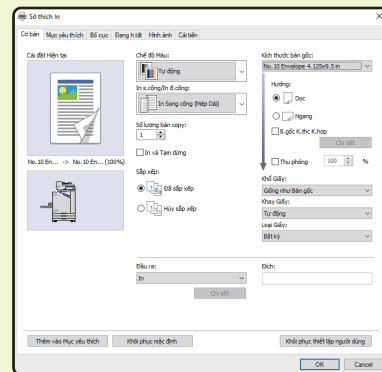 Sở thích In
Cơ bản Mục yêu thích Bố cục Bang hất Hình ảnh Cải tiến
Cài đặt Hiện tại
No. 10 En... -> No. 10 En... (100%)
Chế độ Màu:
Tự động
In s.công/In đ.công:
In Song công (Mép Dài)
Số lượng bản copy:
1
In và Tạm dừng
Sắp xếp:
Đã sắp xếp
Hủy sắp xếp
Đầu ra:
In
Chi tiết
Kích thước bản gốc:
No. 10 Envelope 4.125x9.5 in
Hướng:
Dọc
Ngang
B.gốc K.thc K.hợp
Chi tiết
Thu phóng 100 %
Khổ Giấy:
Giống như Bản gốc
Khay Giấy:
Tự động
Loại Giấy:
Bất kỳ
Đích:
Thêm vào Mục yêu thích Khôi phục mặc định Khôi phục thiết lập người dùng
OK Cancel